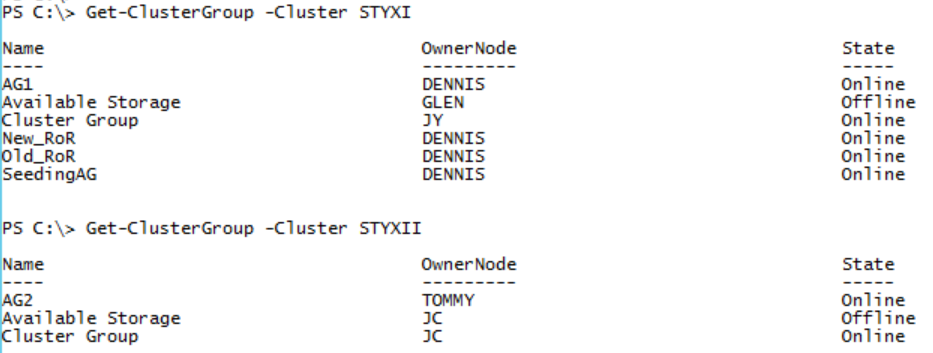 PS C:\> Get-ClusterGroup -Cluster STYXI
Name OwnerNode State
---- --------- -----
AG1 DENNIS Online
Available Storage GLEN Offline
Cluster Group JY Online
New_RoR DENNIS Online
Old_RoR DENNIS Online
SeedingAG DENNIS Online
PS C:\> Get-ClusterGroup -Cluster STYXII
Name OwnerNode State
---- --------- -----
AG2 TOMMY Online
Available Storage JC Offline
Cluster Group JC Online